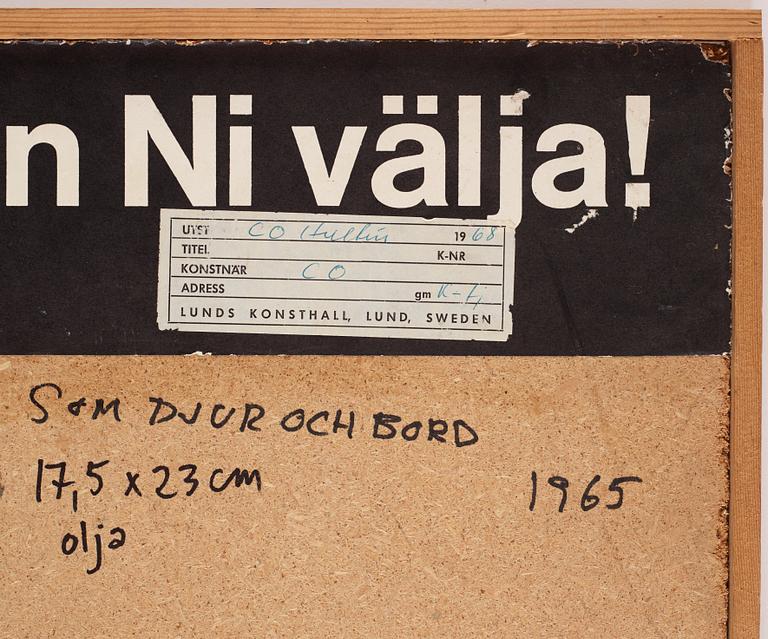 n Ni välja!
UTST CO Hultén 1968
TITEL K-NR
KONSTNÄR CO
ADRESS gm
LUNDS KONSTHALL, LUND, SWEDEN
SOM DJUR OCH BORD
17,5 x 23 cm 1965
olja